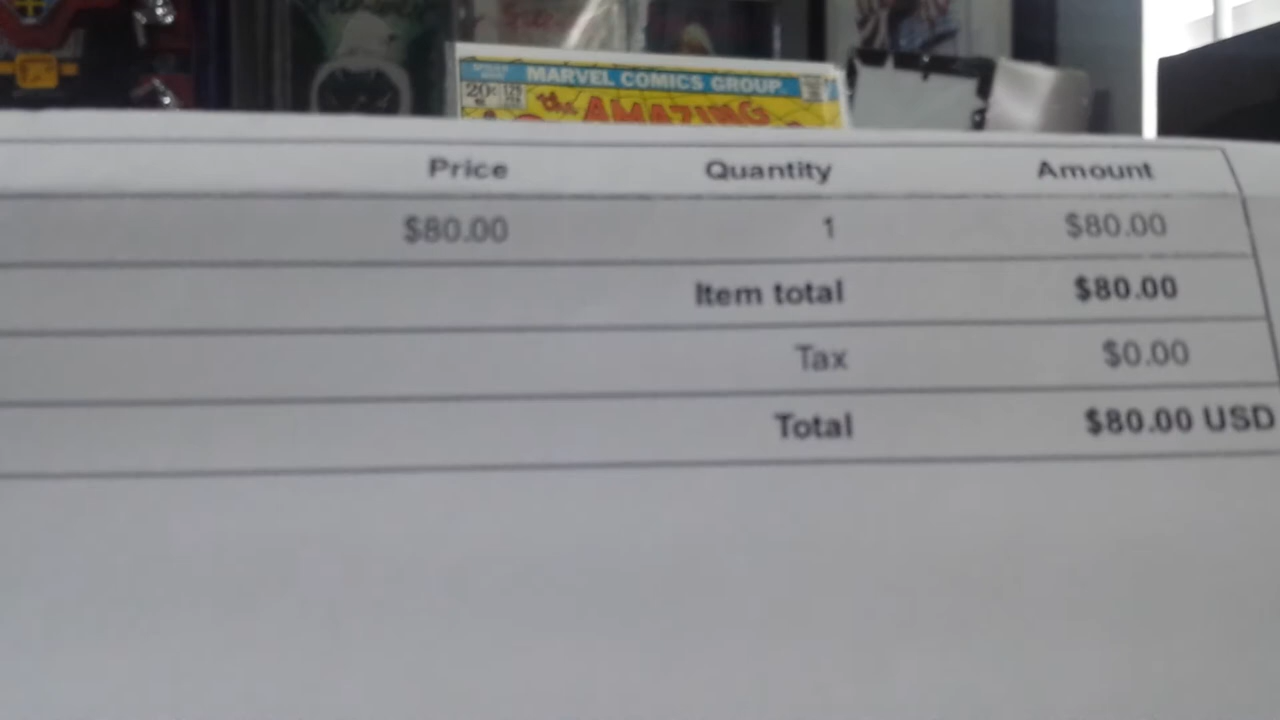 MARVEL COMICS GROUP.
20¢ 129
the AMAZING
Price Quantity Amount
$80.00 1 $80.00
Item total $80.00
Tax $0.00
Total $80.00 USD